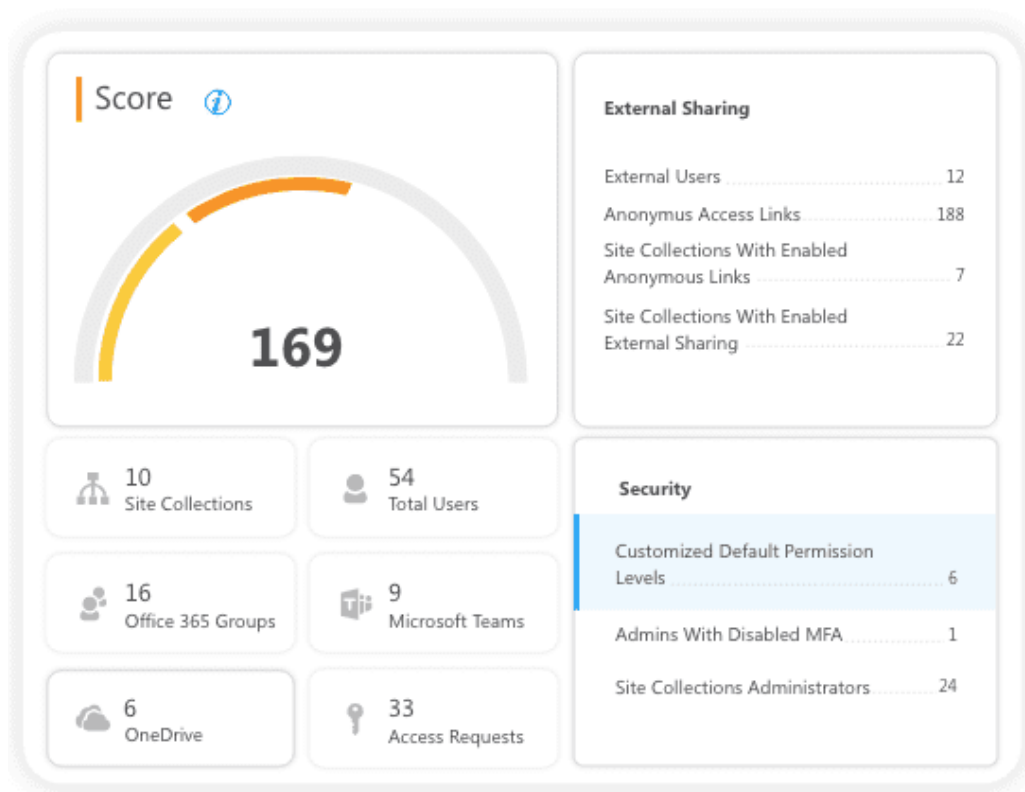 Score
169
External Sharing
External Users 12
Anonymus Access Links 188
Site Collections With Enabled
Anonymous Links 7
Site Collections With Enabled
External Sharing 22
10
Site Collections
54
Total Users
16
Office 365 Groups
9
Microsoft Teams
6
OneDrive
33
Access Requests
Security
Customized Default Permission
Levels 6
Admins With Disabled MFA 1
Site Collections Administrators 24